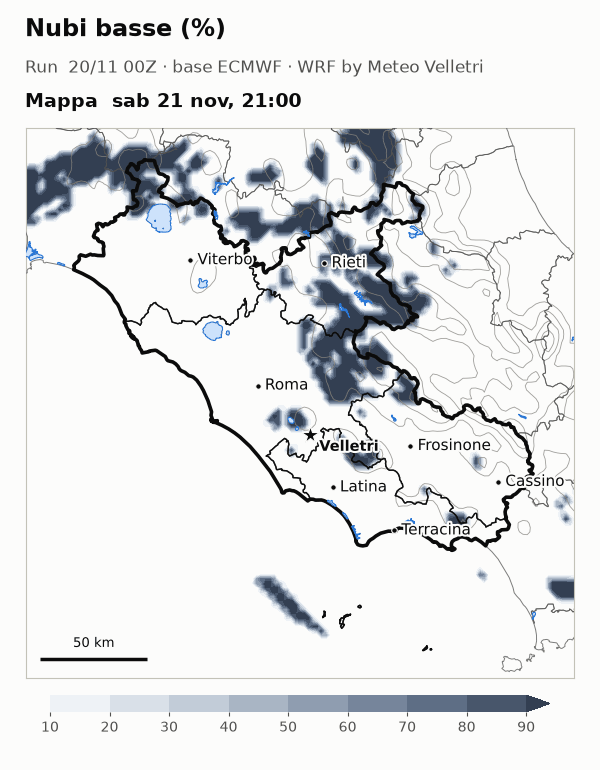 Nubi basse (%)
Run 20/11 00Z · base ECMWF · WRF by Meteo Velletri
Mappa sab 21 nov, 21:00
Viterbo
Rieti
Roma
Velletri
Frosinone
Latina
Cassino
Terracina
50 km
10 20 30 40 50 60 70 80 90